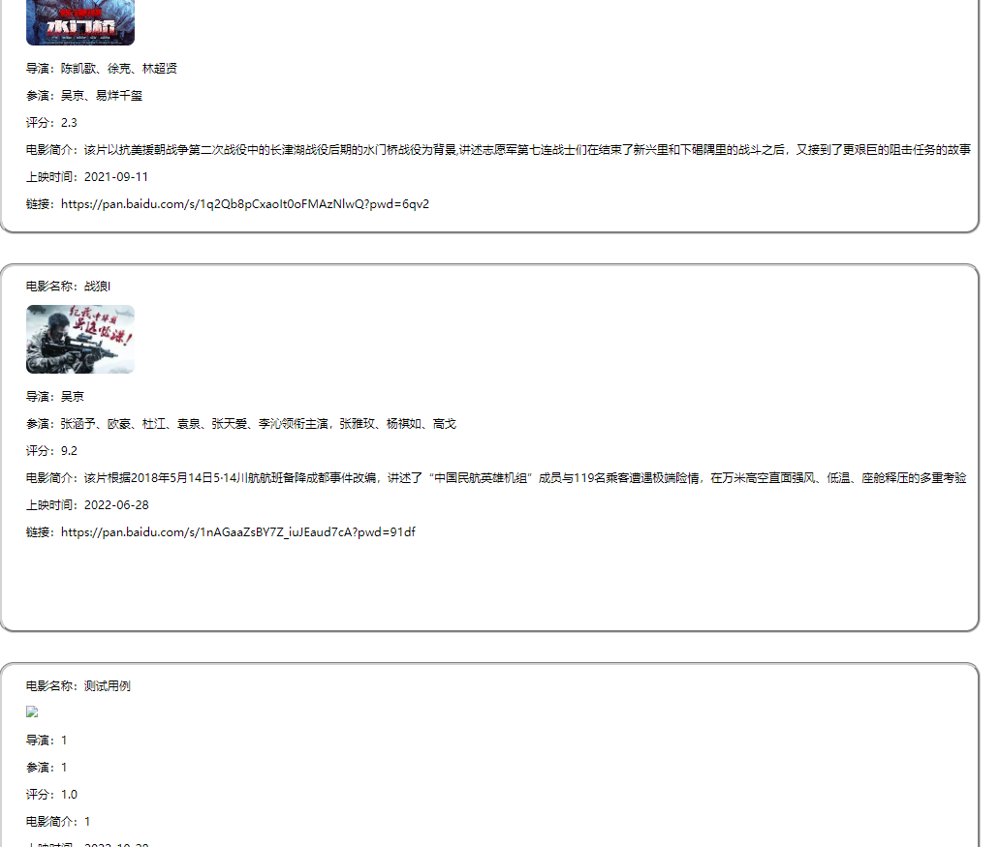 水门桥
导演：陈凯歌、徐克、林超贤
参演：吴京、易烊千玺
评分：2.3
电影简介：该片以抗美援朝战争第二次战役中的长津湖战役后期的水门桥战役为背景,讲述志愿军第七连战士们在结束了新兴里和下碣隅里的战斗之后，又接到了更艰巨的阻击任务的故事
上映时间：2021-09-11
链接：https://pan.baidu.com/s/1q2Qb8pCxaoIt0oFMAzNlwQ?pwd=6qv2
电影名称：战狼I
导演：吴京
参演：张涵予、欧豪、杜江、袁泉、张天爱、李沁领衔主演，张雅玫、杨祺如、高戈
评分：9.2
电影简介：该片根据2018年5月14日5·14川航航班备降成都事件改编，讲述了“中国民航英雄机组”成员与119名乘客遭遇极端险情，在万米高空直面强风、低温、座舱释压的多重考验
上映时间：2022-06-28
链接：https://pan.baidu.com/s/1nAGaaZsBY7Z_iuJEaud7cA?pwd=91df
电影名称：测试用例
导演：1
参演：1
评分：1.0
电影简介：1